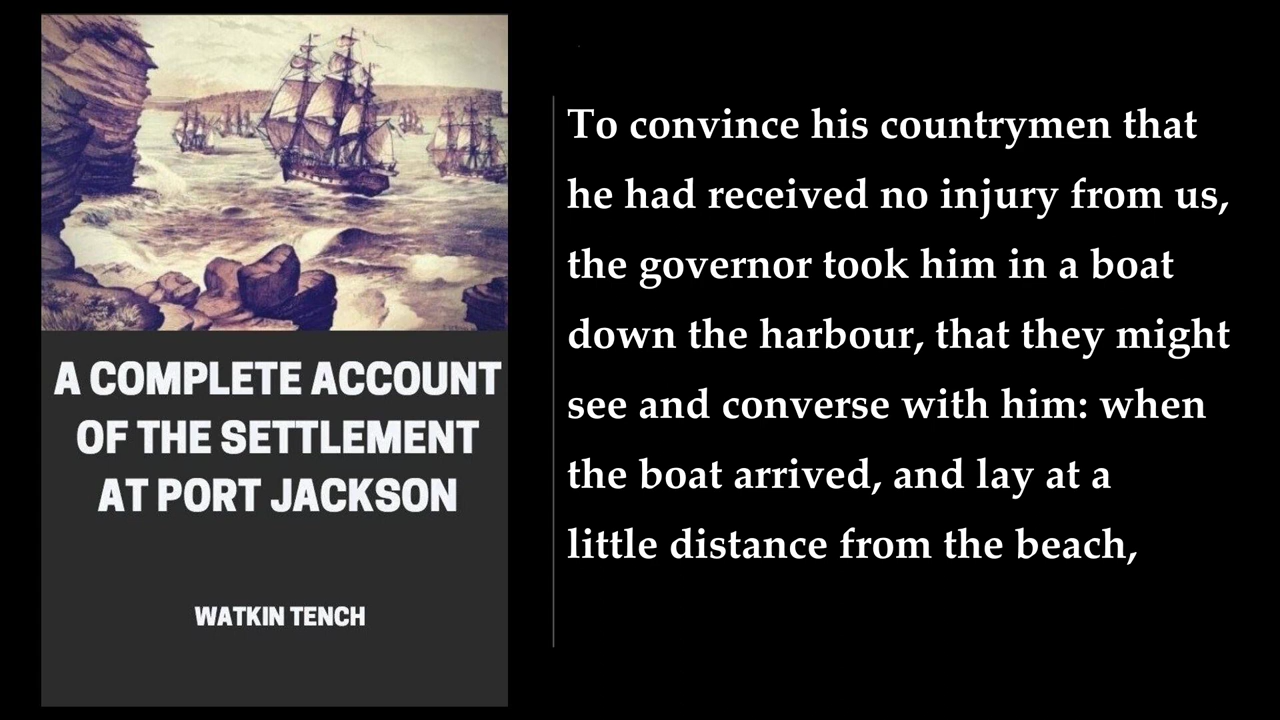 A COMPLETE ACCOUNT
OF THE SETTLEMENT
AT PORT JACKSON
WATKIN TENCH
To convince his countrymen that
he had received no injury from us,
the governor took him in a boat
down the harbour, that they might
see and converse with him: when
the boat arrived, and lay at a
little distance from the beach,